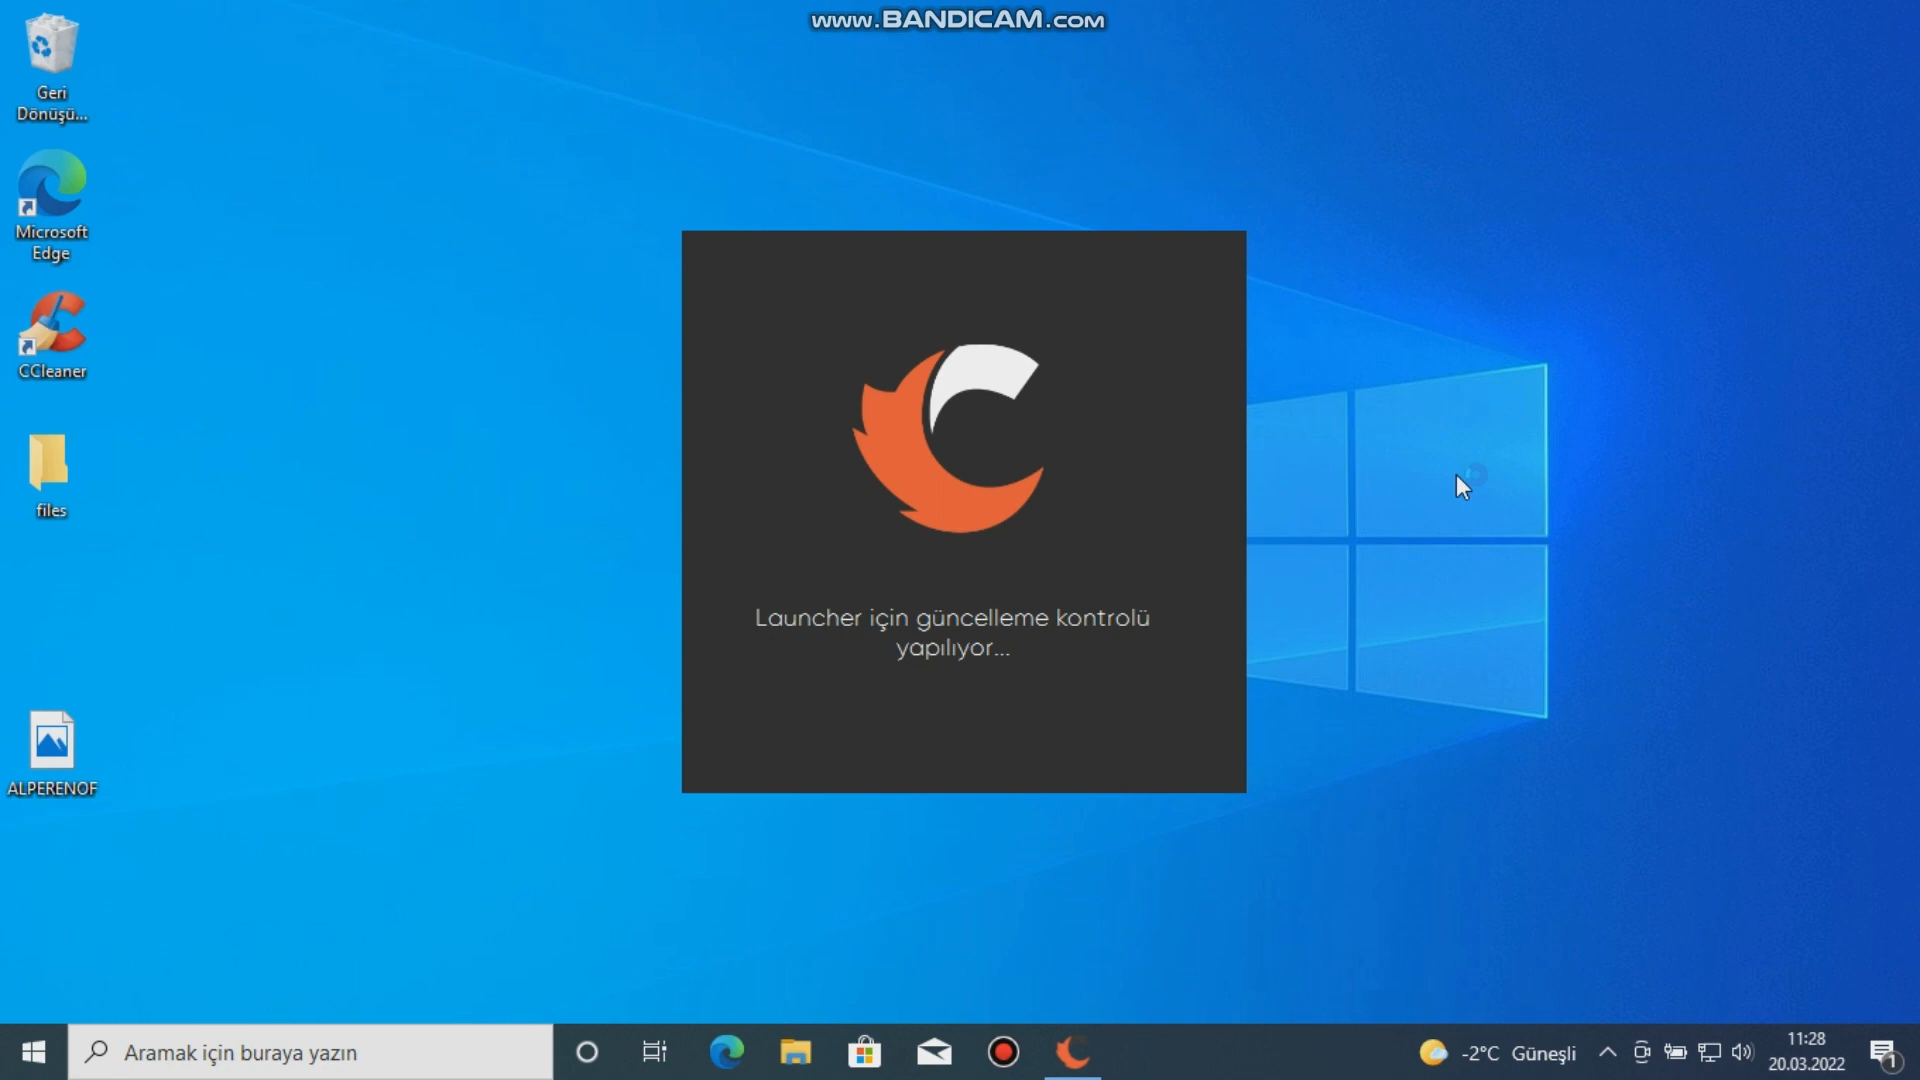 www.BANDICAM.com
Geri
Dönüşü...
Microsoft
Edge
CCleaner
files
ALPERENOF
Launcher için güncelleme kontrolü
yapılıyor...
Aramak için buraya yazın
-2°C Güneşli
11:28
20.03.2022
1